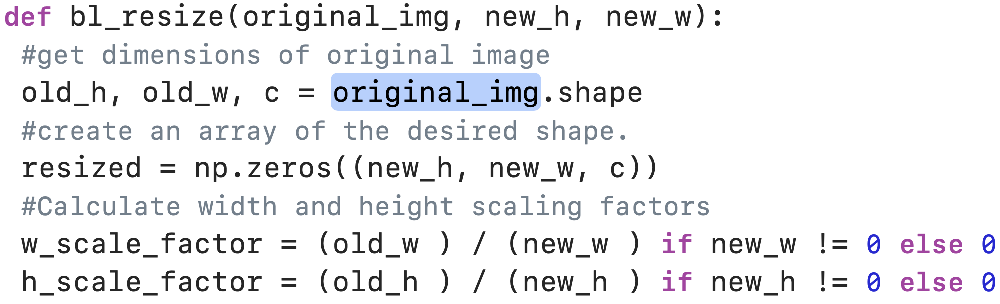 def bl_resize(original_img, new_h, new_w):
 #get dimensions of original image
 old_h, old_w, c = original_img.shape
 #create an array of the desired shape.
 resized = np.zeros((new_h, new_w, c))
 #Calculate width and height scaling factors
 w_scale_factor = (old_w ) / (new_w ) if new_w != 0 else 0
 h_scale_factor = (old_h ) / (new_h ) if new_h != 0 else 0